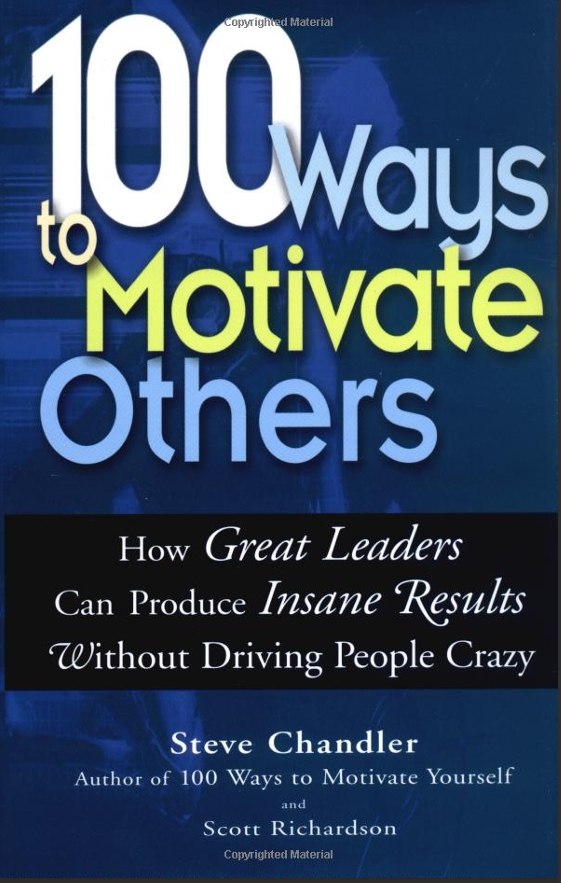 Copyrighted Material
100 Ways
to
Motivate
Others
How Great Leaders
Can Produce Insane Results
Without Driving People Crazy
Steve Chandler
Author of 100 Ways to Motivate Yourself
and
Scott Richardson
Copyrighted Material